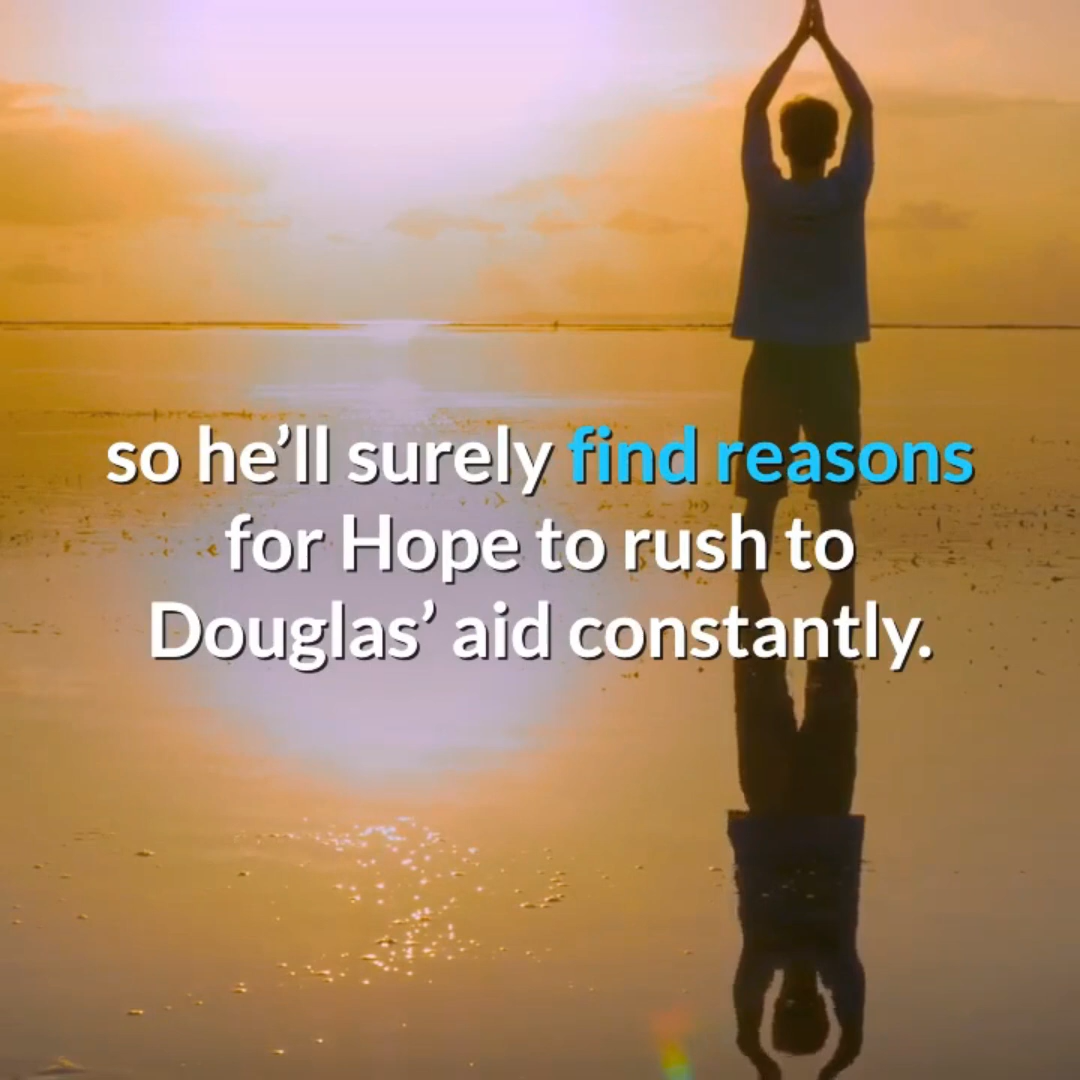 so he’ll surely find reasons
for Hope to rush to
Douglas’ aid constantly.